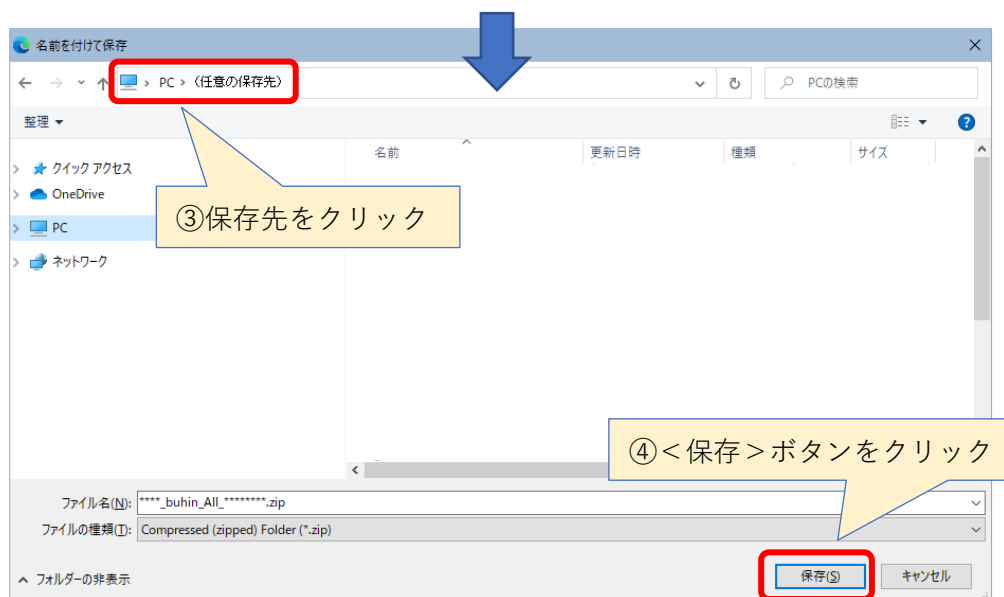 名前を付けて保存
PC > （任意の保存先）
PCの検索
整理
名前 更新日時 種類 サイズ
クイック アクセス
OneDrive
PC
ネットワーク
③保存先をクリック
④＜保存＞ボタンをクリック
ファイル名(N): ****_buhin_All_********.zip
ファイルの種類(T): Compressed (zipped) Folder (*.zip)
フォルダーの非表示
保存(S) キャンセル